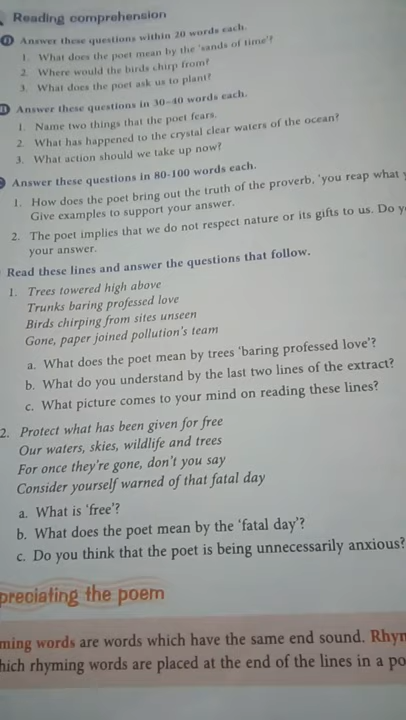 Reading comprehension
Answer these questions within 20 words each.
1. What does the poet mean by the 'sands of time'?
2. Where would the birds chirp from?
3. What does the poet ask us to plant?
Answer these questions in 30-40 words each.
1. Name two things that the poet fears.
2. What has happened to the crystal clear waters of the ocean?
3. What action should we take up now?
Answer these questions in 80-100 words each.
1. How does the poet bring out the truth of the proverb, 'you reap what y
Give examples to support your answer.
2. The poet implies that we do not respect nature or its gifts to us. Do y
your answer.
Read these lines and answer the questions that follow.
1. Trees towered high above
Trunks baring professed love
Birds chirping from sites unseen
Gone, paper joined pollution's team
a. What does the poet mean by trees 'baring professed love'?
b. What do you understand by the last two lines of the extract?
c. What picture comes to your mind on reading these lines?
2. Protect what has been given for free
Our waters, skies, wildlife and trees
For once they're gone, don't you say
Consider yourself warned of that fatal day
a. What is 'free'?
b. What does the poet mean by the 'fatal day'?
c. Do you think that the poet is being unnecessarily anxious?
preciating the poem
ming words are words which have the same end sound. Rhym
hich rhyming words are placed at the end of the lines in a po